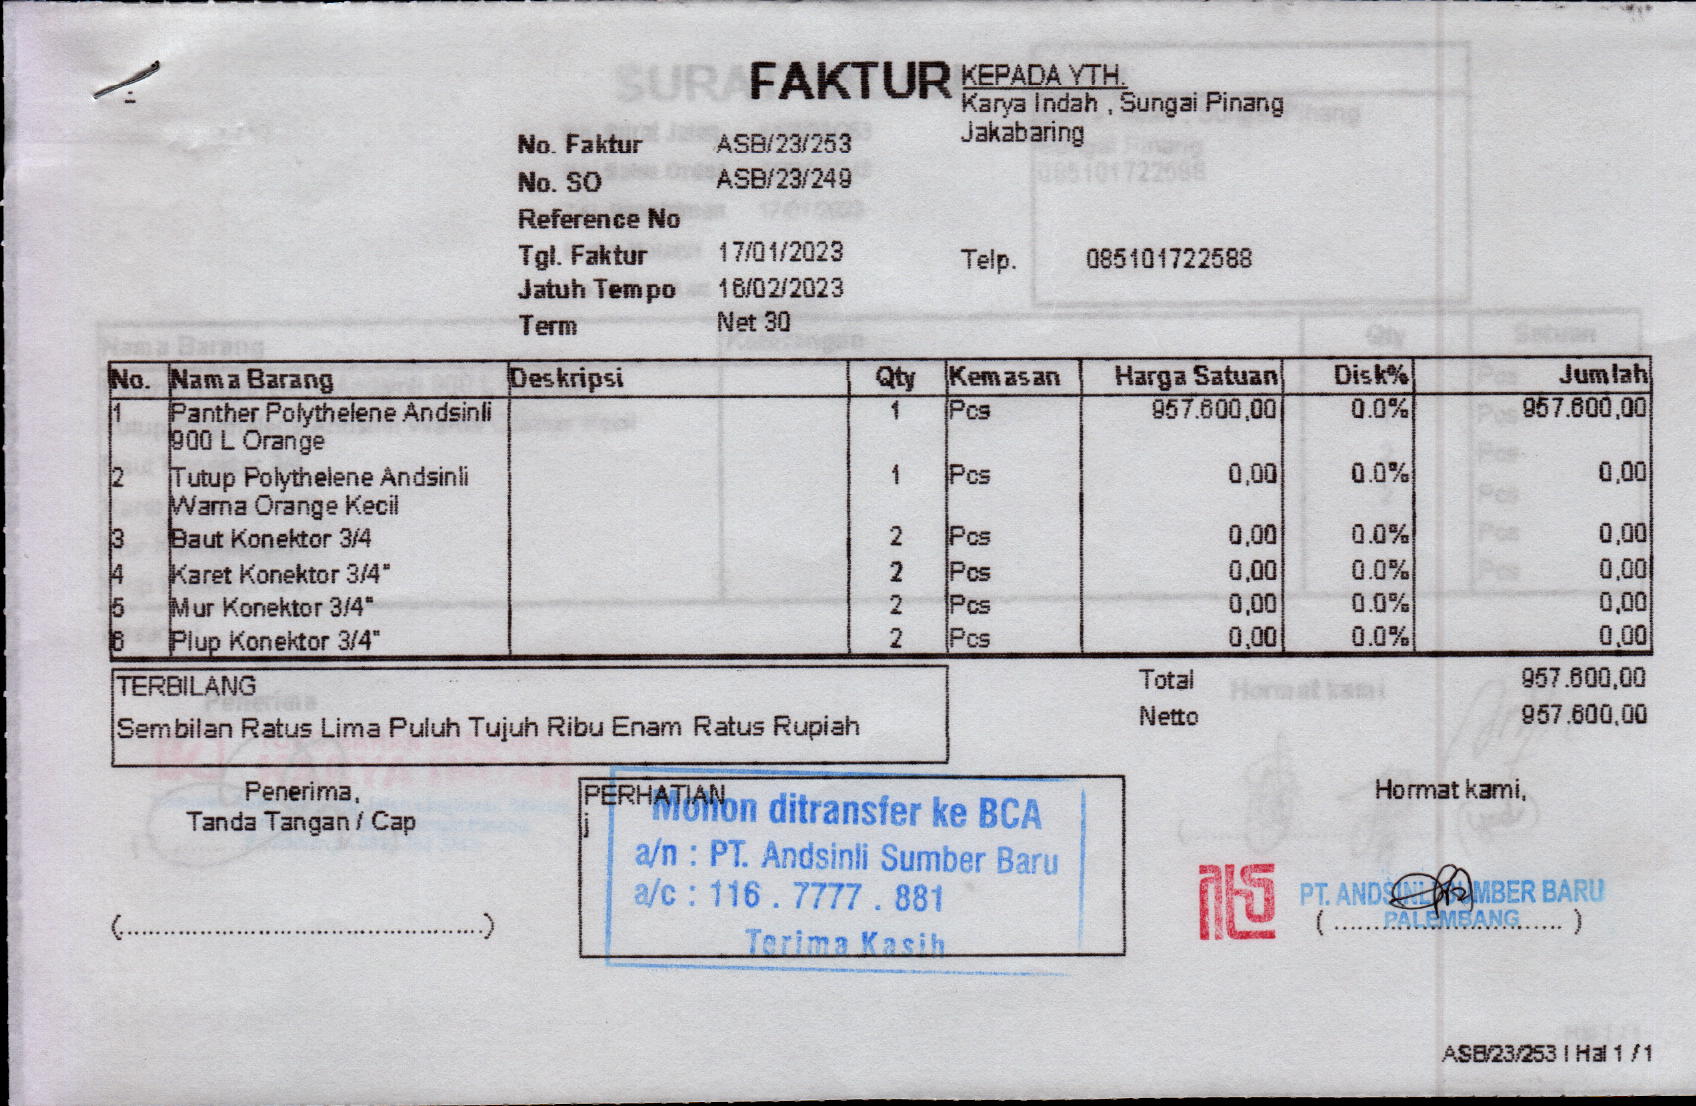 FAKTUR
KEPADA YTH.
Karya Indah , Sungai Pinang
Jakabaring
No. Faktur ASB/23/253
No. SO ASB/23/249
Reference No
Tgl. Faktur 17/01/2023
Telp. 085101722588
Jatuh Tempo 16/02/2023
Term Net 30
No. Nama Barang Deskripsi Qty Kemasan Harga Satuan Disk% Jumlah
1 Panther Polythelene Andsinli 1 Pcs 957.600,00 0.0% 957.600,00
900 L Orange
2 Tutup Polythelene Andsinli 1 Pcs 0,00 0.0% 0,00
Warna Orange Kecil
3 Baut Konektor 3/4 2 Pcs 0,00 0.0% 0,00
4 Karet Konektor 3/4" 2 Pcs 0,00 0.0% 0,00
5 Mur Konektor 3/4" 2 Pcs 0,00 0.0% 0,00
6 Plup Konektor 3/4" 2 Pcs 0,00 0.0% 0,00
TERBILANG
Sembilan Ratus Lima Puluh Tujuh Ribu Enam Ratus Rupiah
Total 957.600,00
Netto 957.600,00
Penerima,
Tanda Tangan / Cap
(................................................)
PERHATIAN
j
Mohon ditransfer ke BCA
a/n : PT. Andsinli Sumber Baru
a/c : 116 . 7777 . 881
Terima Kasih
Hormat kami,
PT. ANDSINLI SUMBER BARU
PALEMBANG
(..............................)
ASB/23/253 | Hal 1 / 1